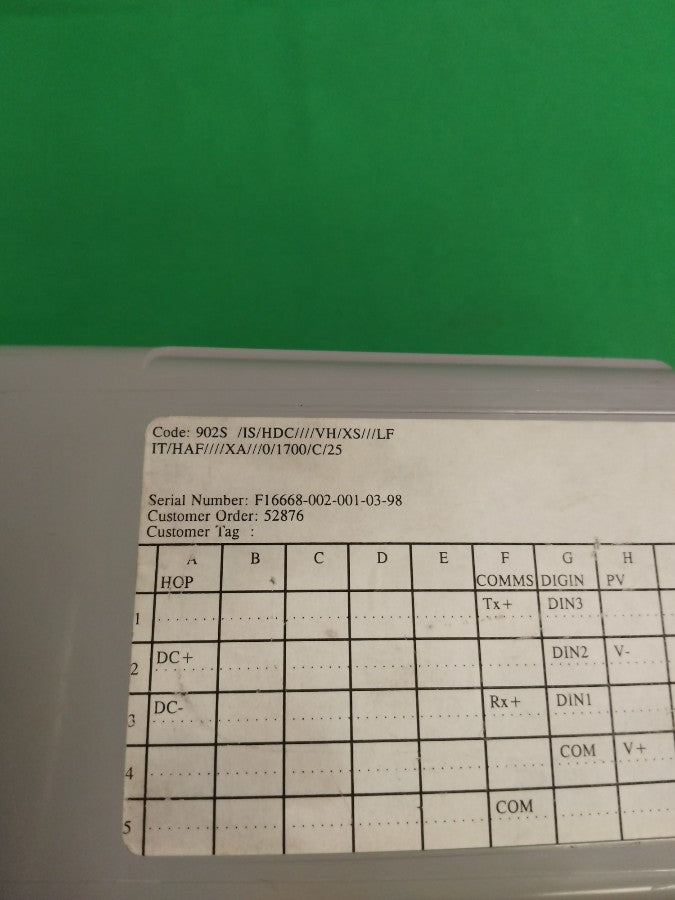 Code: 902S /IS/HDC////VH/XS///LF
IT/HAF////XA///0/1700/C/25
Serial Number: F16668-002-001-03-98
Customer Order: 52876
Customer Tag :
A B C D E F G H
HOP COMMS DIGIN PV
1 Tx+ DIN3
2 DC+ DIN2 V-
3 DC- Rx+ DIN1
4 COM V+
5 COM